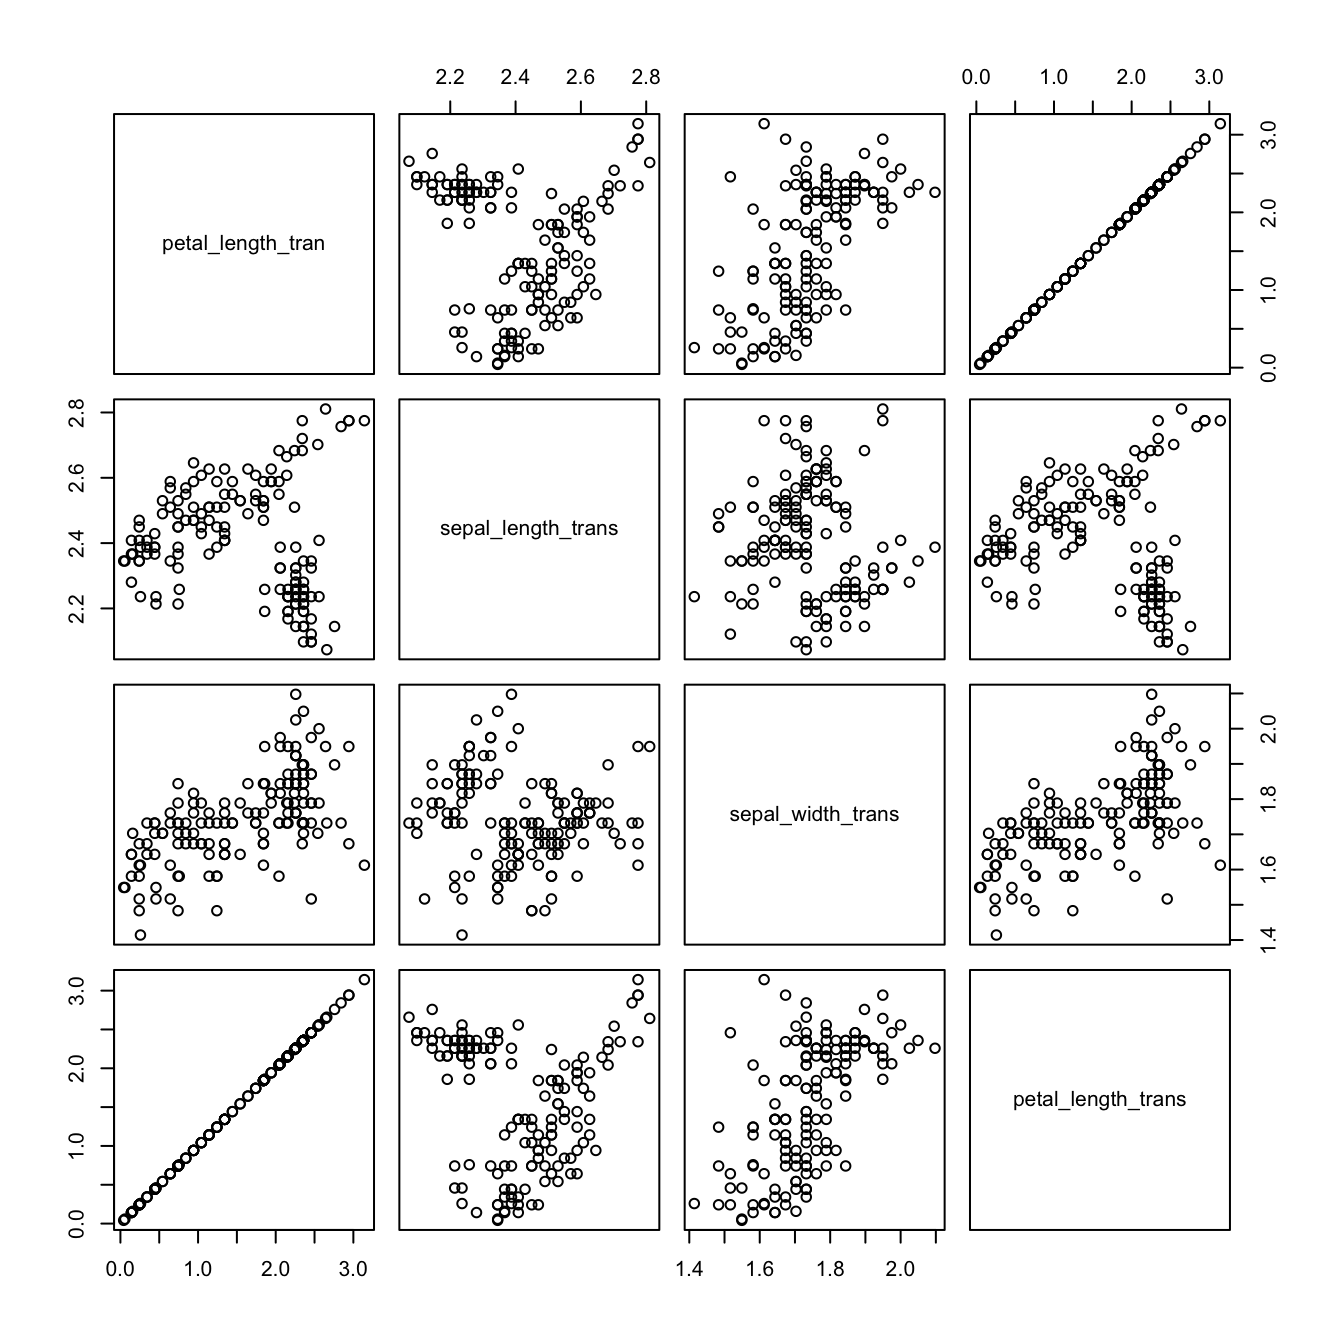 2.2 2.4 2.6 2.8 0.0 1.0 2.0 3.0
petal_length_tran
0.0 1.0 2.0 3.0
2.2 2.4 2.6 2.8
sepal_length_trans
sepal_width_trans
1.4 1.6 1.8 2.0
0.0 1.0 2.0 3.0
petal_length_trans
0.0 1.0 2.0 3.0 1.4 1.6 1.8 2.0